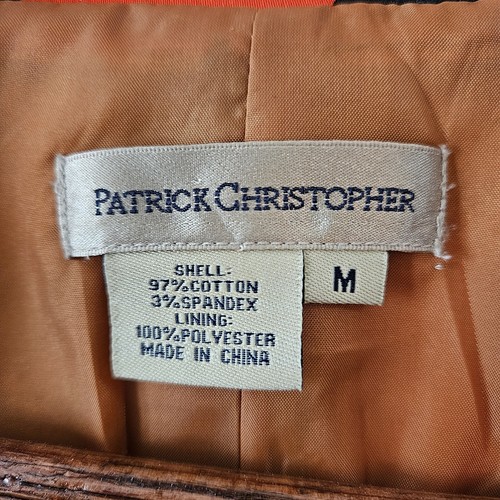 PATRICK CHRISTOPHER
SHELL:
97%COTTON
3%SPANDEX
LINING:
100%POLYESTER
MADE IN CHINA
M